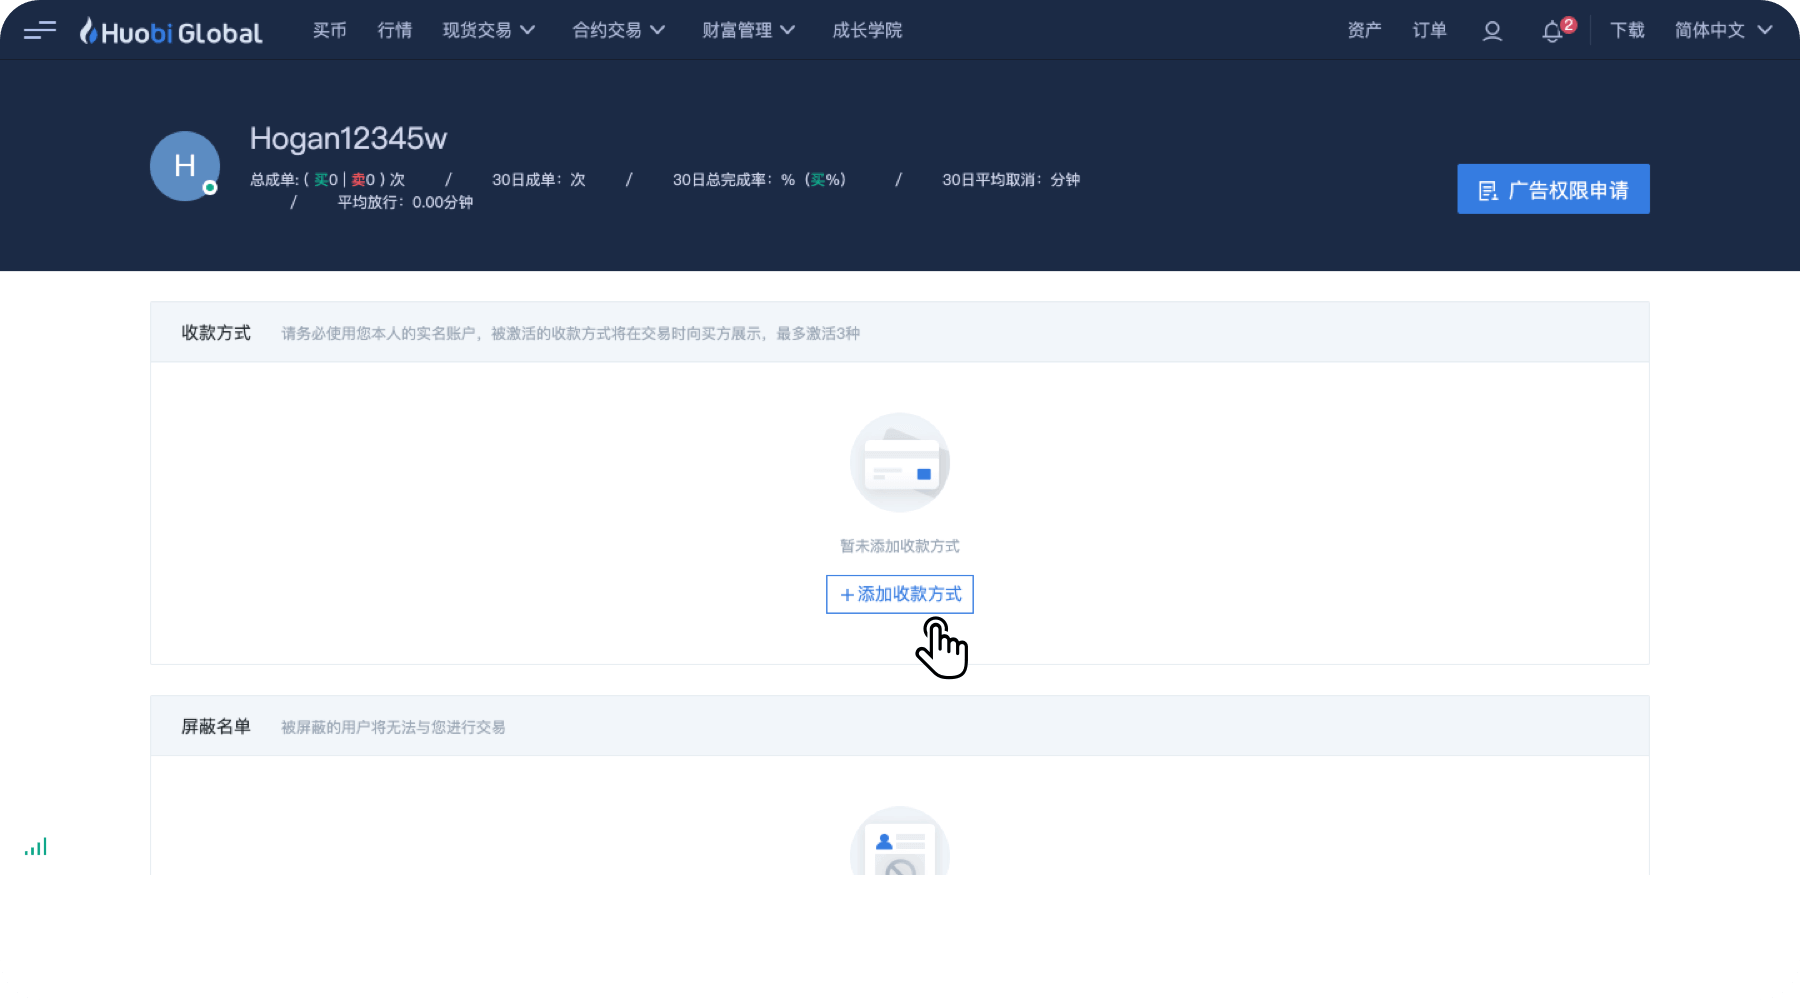 Huobi Global 买币 行情 现货交易 合约交易 财富管理 成长学院 资产 订单 2 下载 简体中文
H
Hogan12345w
总成单: ( 买0 | 卖0 ) 次 / 30日成单：次 / 30日总完成率：%（买%） / 30日平均取消：分钟
/ 平均放行：0.00分钟
广告权限申请
收款方式 请务必使用您本人的实名账户，被激活的收款方式将在交易时向买方展示，最多激活3种
暂未添加收款方式
+添加收款方式
屏蔽名单 被屏蔽的用户将无法与您进行交易